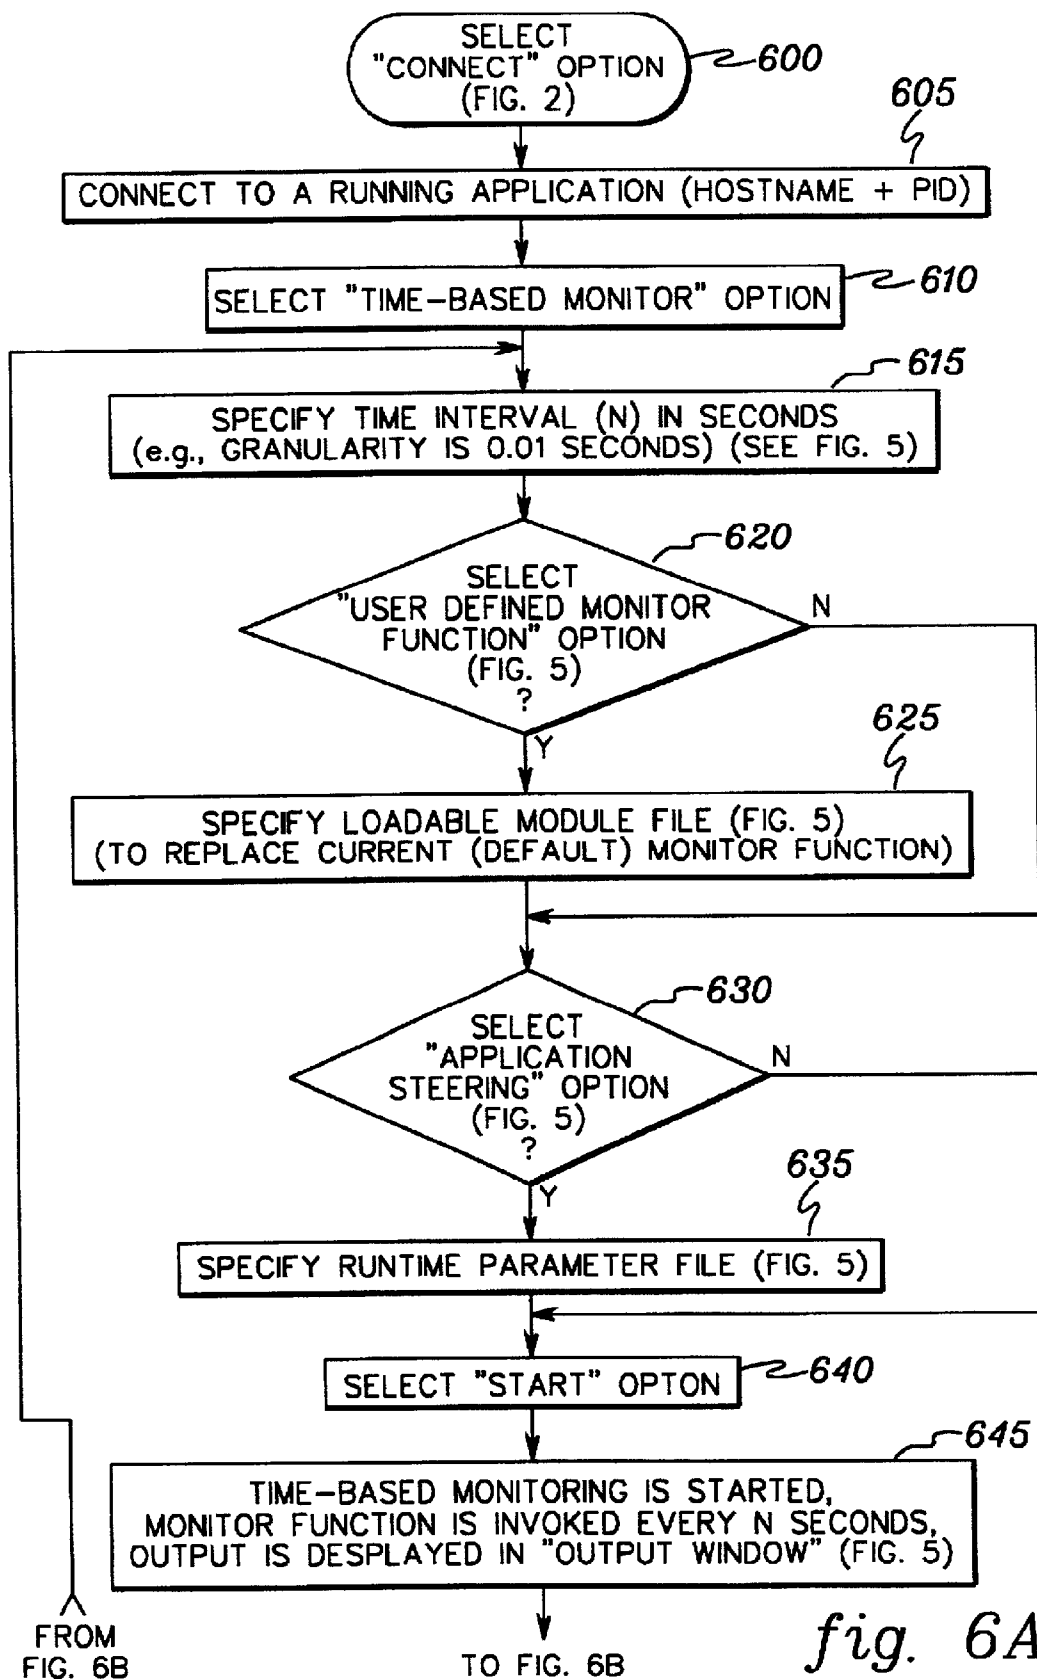 SELECT
"CONNECT" OPTION
(FIG. 2)
600
605
CONNECT TO A RUNNING APPLICATION (HOSTNAME + PID)
610
SELECT "TIME-BASED MONITOR" OPTION
615
SPECIFY TIME INTERVAL (N) IN SECONDS
(e.g., GRANULARITY IS 0.01 SECONDS) (SEE FIG. 5)
620
SELECT
"USER DEFINED MONITOR
FUNCTION" OPTION
(FIG. 5)
?
N
Y
625
SPECIFY LOADABLE MODULE FILE (FIG. 5)
(TO REPLACE CURRENT (DEFAULT) MONITOR FUNCTION)
630
SELECT
"APPLICATION
STEERING" OPTION
(FIG. 5)
?
N
Y
635
SPECIFY RUNTIME PARAMETER FILE (FIG. 5)
640
SELECT "START" OPTON
645
TIME-BASED MONITORING IS STARTED,
MONITOR FUNCTION IS INVOKED EVERY N SECONDS,
OUTPUT IS DESPLAYED IN "OUTPUT WINDOW" (FIG. 5)
FROM
FIG. 6B
TO FIG. 6B
fig. 6A